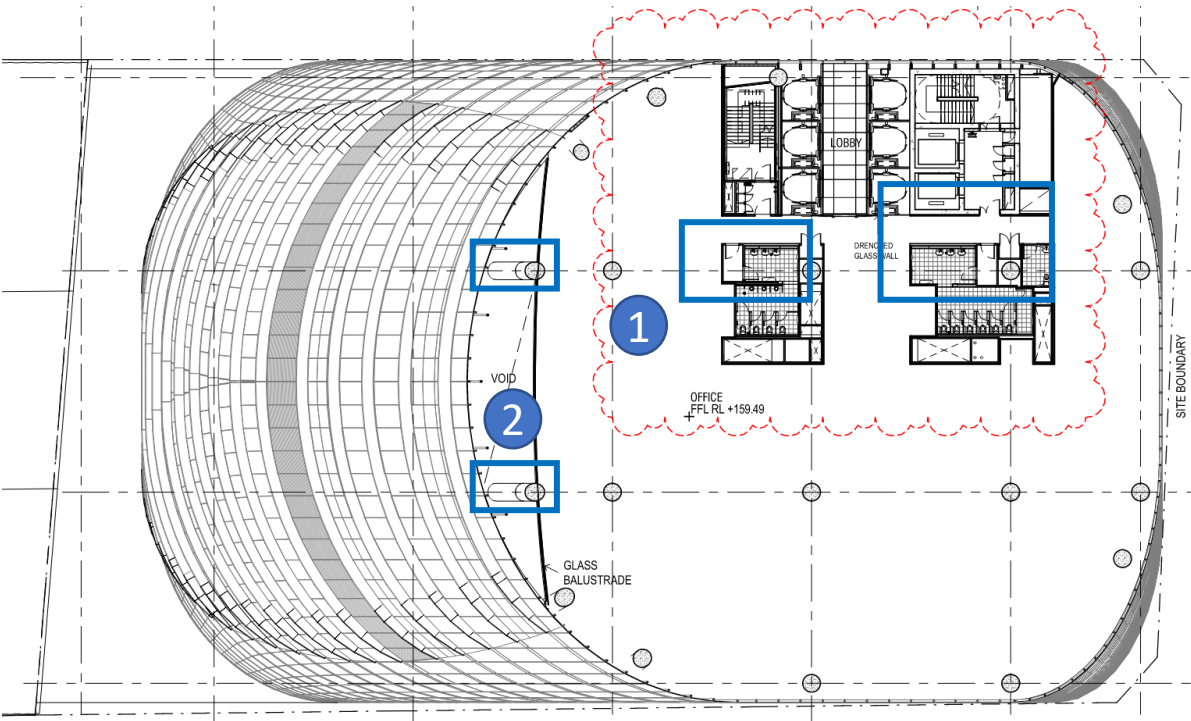 LOBBY
DRENCHED
GLASS WALL
1
VOID
OFFICE
FFL RL +159.49
2
SITE BOUNDARY
GLASS
BALUSTRADE